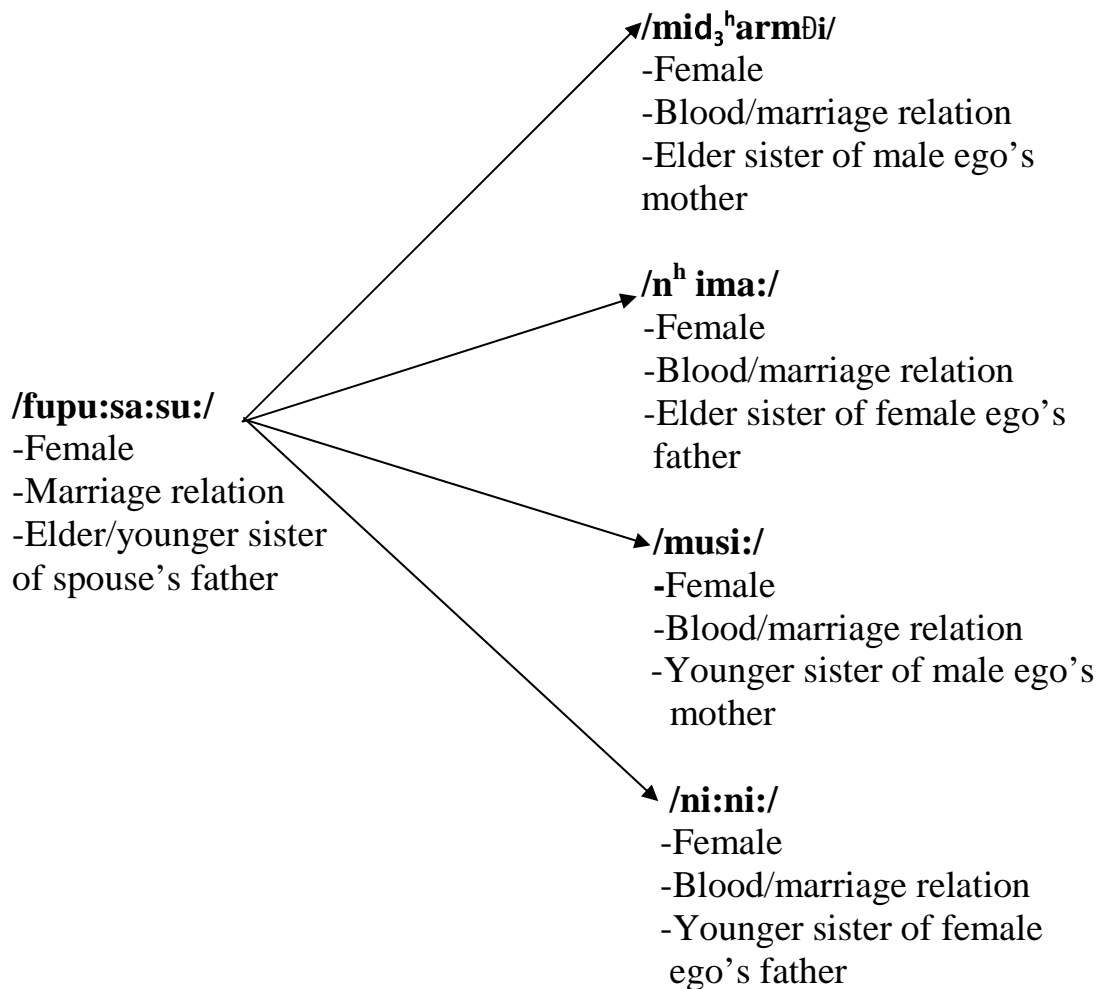 /mid₃ʰarmĐi/
-Female
-Blood/marriage relation
-Elder sister of male ego’s
mother
/nʰ ima:/
-Female
-Blood/marriage relation
-Elder sister of female ego’s
father
/fupu:sa:su:/
-Female
-Marriage relation
-Elder/younger sister
of spouse’s father
/musi:/
-Female
-Blood/marriage relation
-Younger sister of male ego’s
mother
/ni:ni:/
-Female
-Blood/marriage relation
-Younger sister of female
ego’s father